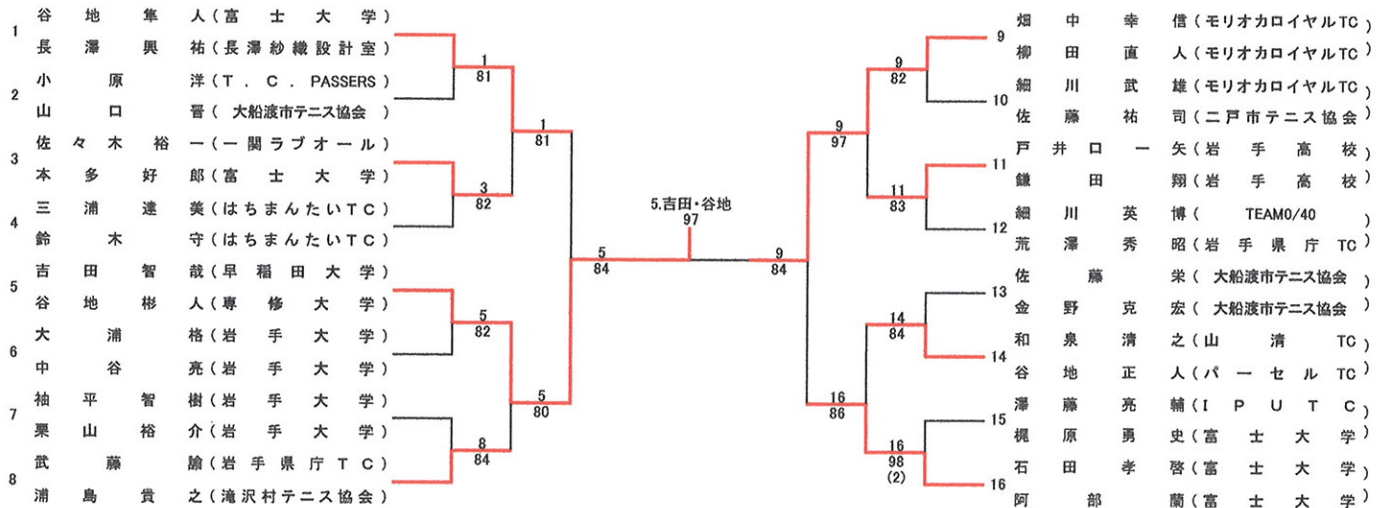 谷地隼人(富士大学)
1
長澤興祐(長澤紗織設計室)
小原洋(T.C.PASSERS)
2
山口晋(大船渡市テニス協会)
佐々木裕一(一関ラブオール)
3
本多好郎(富士大学)
三浦達美(はちまんたいTC)
4
鈴木守(はちまんたいTC)
吉田智哉(早稲田大学)
5
谷地彬人(専修大学)
大浦格(岩手大学)
6
中谷亮(岩手大学)
袖平智樹(岩手大学)
7
栗山裕介(岩手大学)
武藤諭(岩手県庁TC)
8
浦島貴之(滝沢村テニス協会)
1
81
3
82
5
82
8
84
1
81
5
80
5
84
5.吉田・谷地
97
9
84
9
97
16
86
9
82
11
83
14
84
16
98
(2)
畑中幸信(モリオカロイヤルTC)
9
柳田直人(モリオカロイヤルTC)
細川武雄(モリオカロイヤルTC)
10
佐藤祐司(二戸市テニス協会)
戸井口一矢(岩手高校)
11
鎌田翔(岩手高校)
細川英博(TEAM0/40)
12
荒澤秀昭(岩手県庁TC)
佐藤栄(大船渡市テニス協会)
13
金野克宏(大船渡市テニス協会)
和泉清之(山清TC)
14
谷地正人(パーセルTC)
澤藤亮輔(IPUTC)
15
梶原勇史(富士大学)
石田孝啓(富士大学)
16
阿部蘭(富士大学)